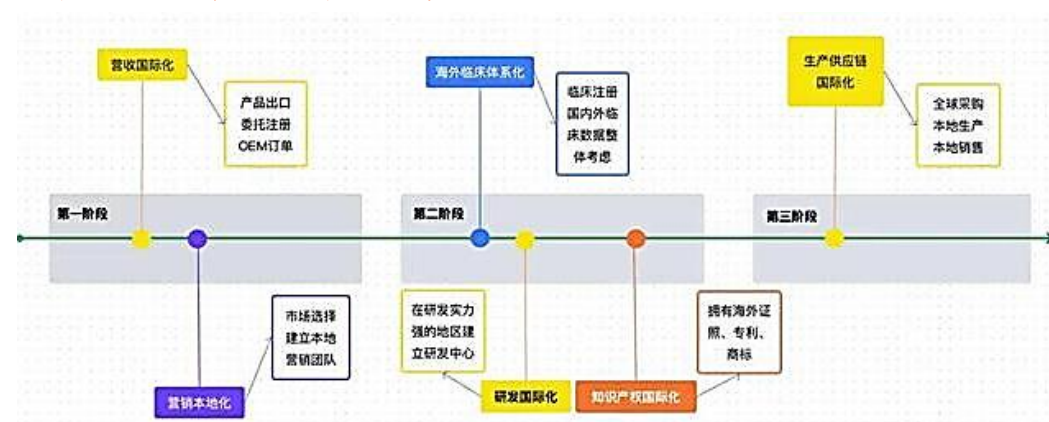 营收国际化
产品出口
委托注册
OEM订单
海外临床体系化
临床注册
国内外临
床数据整
体考虑
生产供应链
国际化
全球采购
本地生产
本地销售
第一阶段
第二阶段
第三阶段
市场选择
建立本地
营销团队
营销本地化
在研发实力
强的地区建
立研发中心
研发国际化
知识产权国际化
拥有海外证
照、专利、
商标